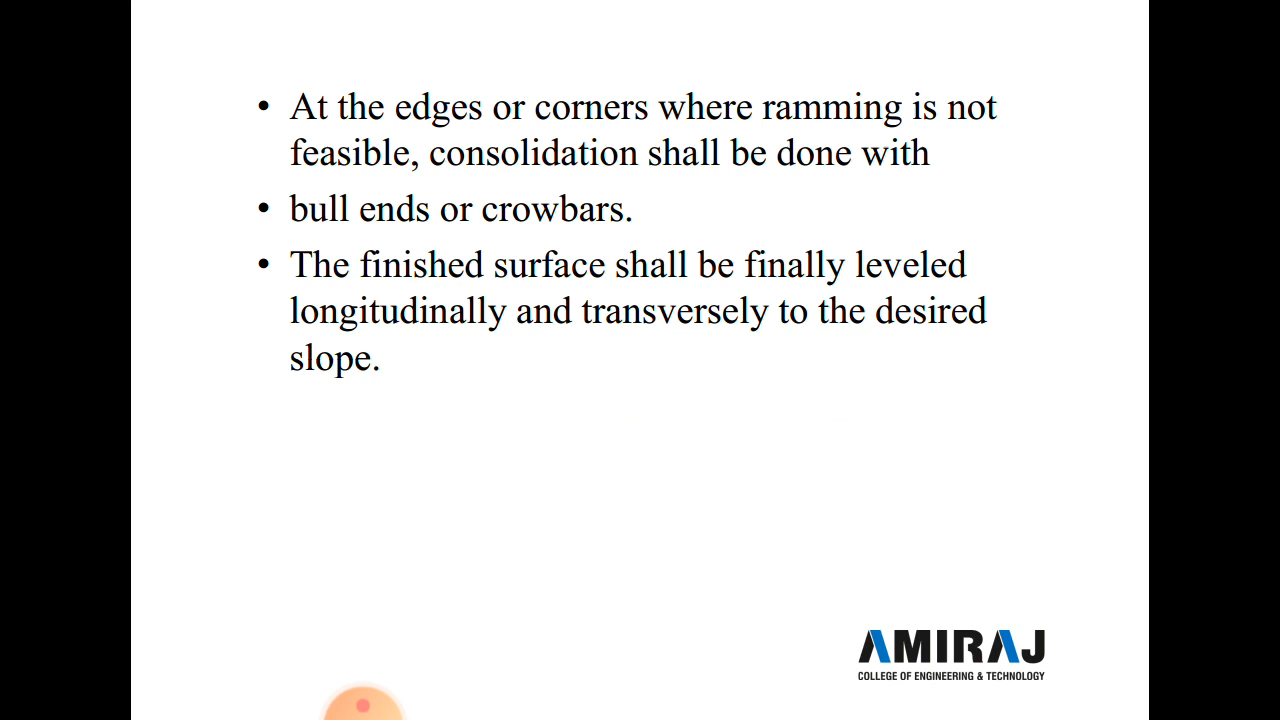 • At the edges or corners where ramming is not
feasible, consolidation shall be done with
• bull ends or crowbars.
• The finished surface shall be finally leveled
longitudinally and transversely to the desired
slope.
AMIRAJ
COLLEGE OF ENGINEERING & TECHNOLOGY